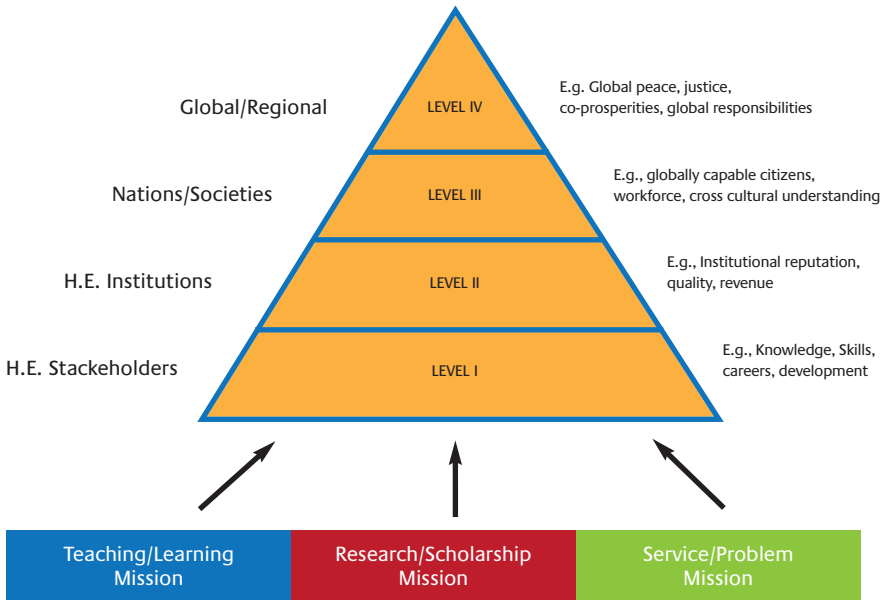 Global/Regional
LEVEL IV
E.g. Global peace, justice,
co-prosperities, global responsibilities
Nations/Societies
LEVEL III
E.g., globally capable citizens,
workforce, cross cultural understanding
H.E. Institutions
LEVEL II
E.g., Institutional reputation,
quality, revenue
H.E. Stackeholders
LEVEL I
E.g., Knowledge, Skills,
careers, development
Teaching/Learning
Mission
Research/Scholarship
Mission
Service/Problem
Mission